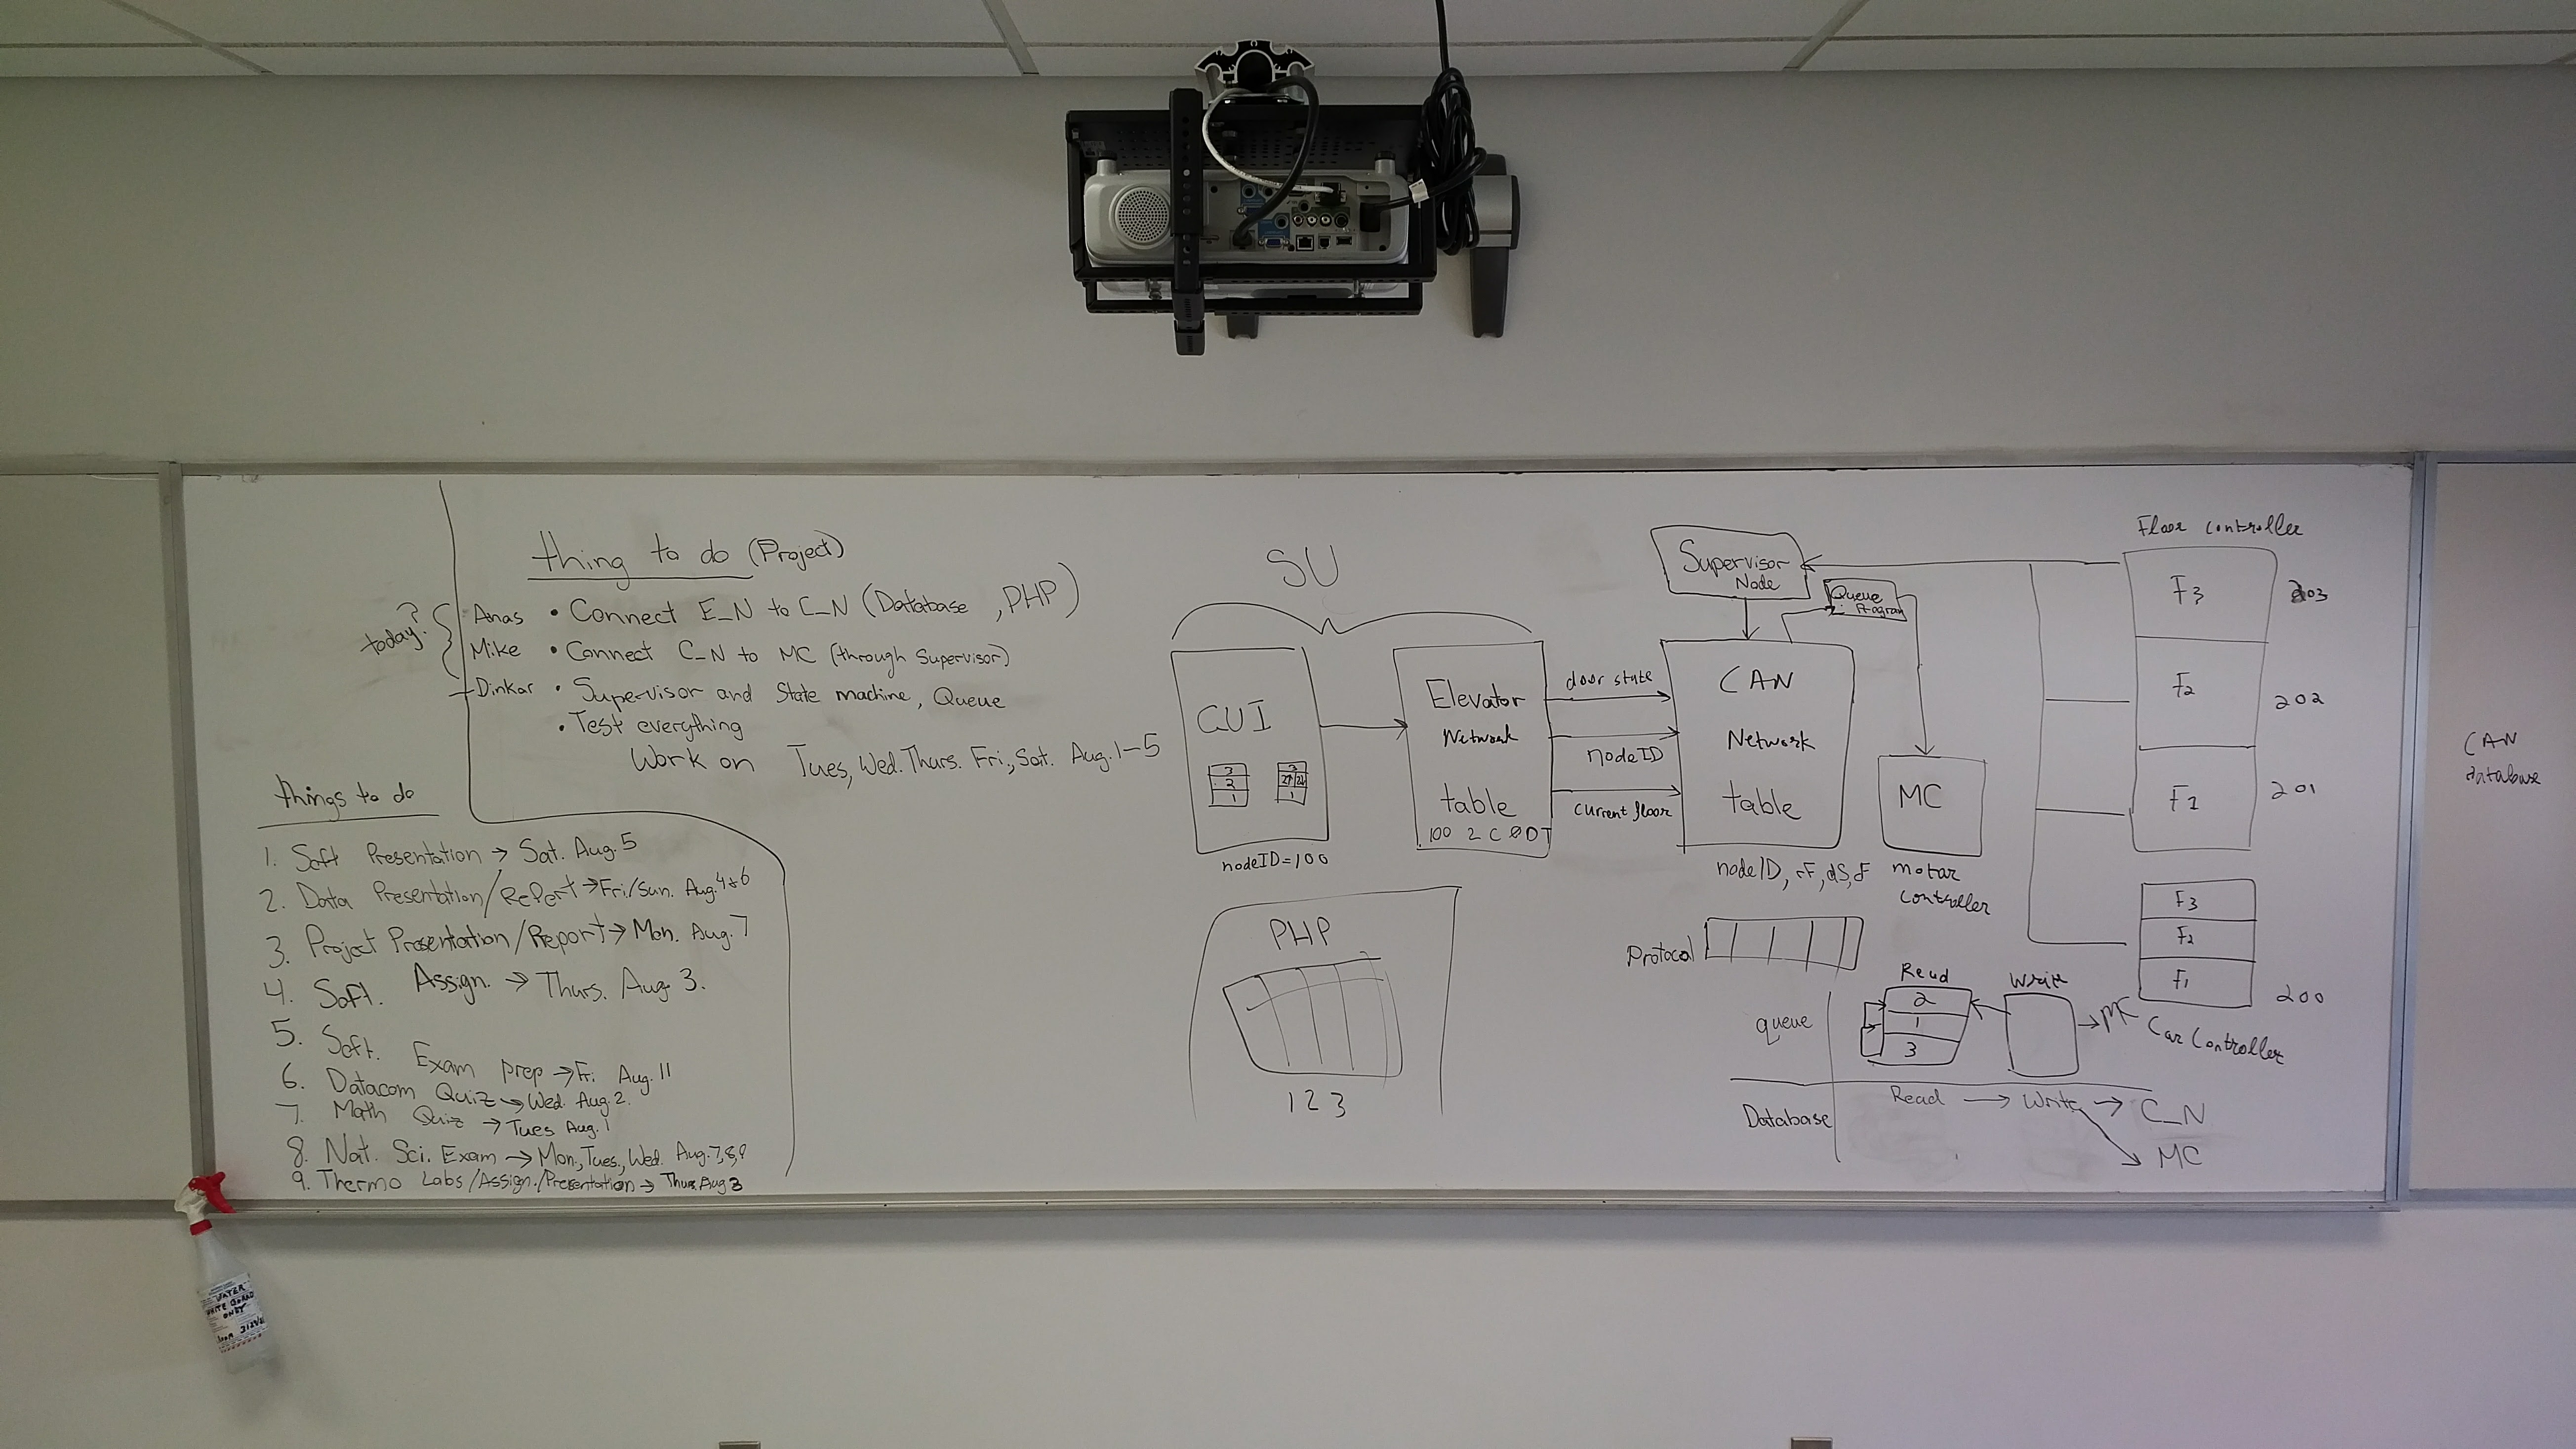 thing to do (Project)
today?
Anas • Connect E_N to C_N (Database, PHP)
Mike • Connect C_N to MC (through Supervisor)
Dinkar • Supervisor and State machine, Queue
• Test everything
Work on Tues, Wed. Thurs. Fri., Sat. Aug. 1-5
things to do
1. Soft Presentation → Sat. Aug. 5
2. Data Presentation/Report → Fri/Sun. Aug. 4 & 6
3. Project Presentation/Report → Mon. Aug. 7
4. Soft. Assign. → Thurs. Aug 3.
5. Soft. Exam prep → Fri Aug. 11
6. Datacom Quiz → Wed. Aug. 2.
7. Math Quiz → Tues Aug. 1
8. Nat. Sci. Exam → Mon., Tues., Wed. Aug. 7,8,9
9. Thermo Labs/Assign./Presentation → Thurs Aug 3
SU
GUI
3
2
1
3
1
nodeID=100
Elevator
Network
table
100 2 C
door state
nodeID
current floor
Supervisor
Node
Queue
Program
CAN
Network
table
nodeID, cF, dS, F
MC
motor
controller
Floor controller
F3
203
F2
202
F1
201
F3
F2
F1
200
Car Controller
PHP
1 2 3
Protocol
queue
Read
2
1
3
Write
→ MC
Database
Read → Write → C_N
MC
CAN
database
WATER
WHITE BOARD
ONLY